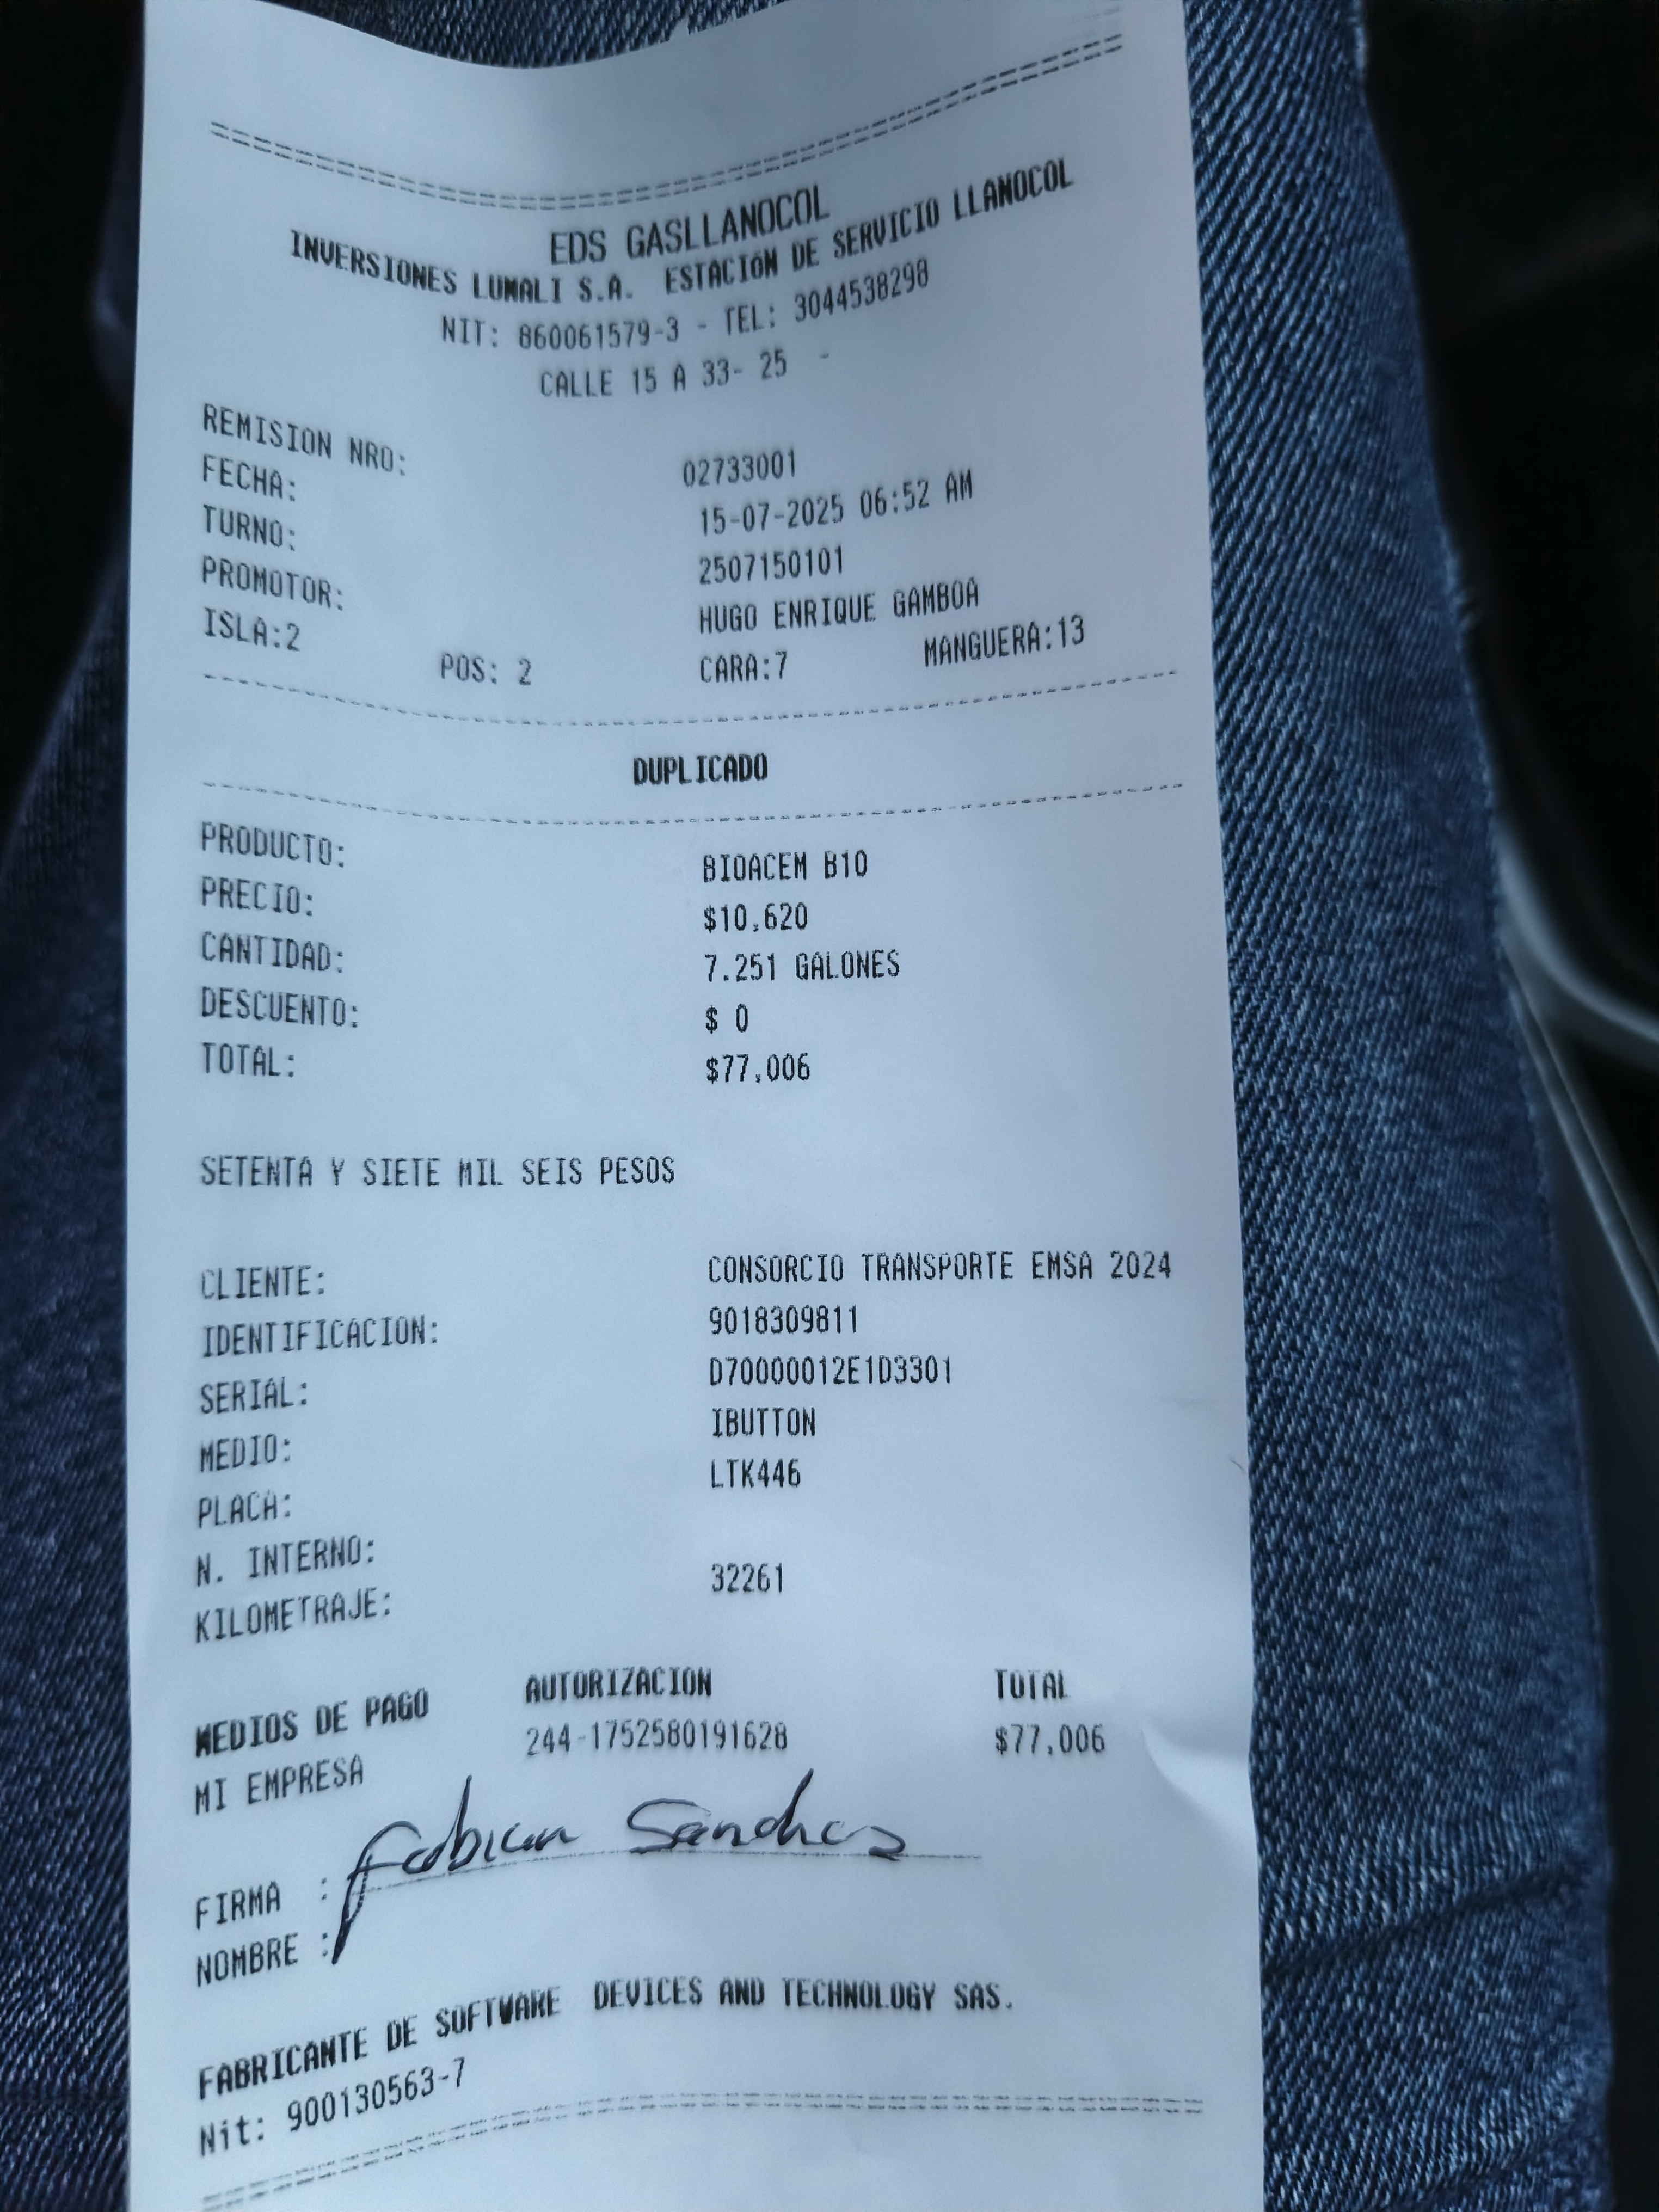 EDS GASLLANOCOL
INVERSIONES LUMALI S.A. ESTACION DE SERVICIO LLANOCOL
NIT: 860061579-3 - TEL: 3044538298
CALLE 15 A 33- 25 -
REMISION NRO: 02733001
FECHA: 15-07-2025 06:52 AM
TURNO: 2507150101
PROMOTOR: HUGO ENRIQUE GAMBOA
ISLA:2 POS: 2 CARA:7 MANGUERA:13
DUPLICADO
PRODUCTO: BIOACEM B10
PRECIO: $10,620
CANTIDAD: 7.251 GALONES
DESCUENTO: $ 0
TOTAL: $77,006
SETENTA Y SIETE MIL SEIS PESOS
CLIENTE: CONSORCIO TRANSPORTE EMSA 2024
IDENTIFICACION: 9018309811
SERIAL: D70000012E1D3301
MEDIO: IBUTTON
PLACA: LTK446
N. INTERNO:
KILOMETRAJE: 32261
MEDIOS DE PAGO AUTORIZACION TOTAL
MI EMPRESA 244-1752580191628 $77,006
FIRMA : Fabian Sanches
NOMBRE :
FABRICANTE DE SOFTWARE DEVICES AND TECHNOLOGY SAS.
Nit: 900130563-7